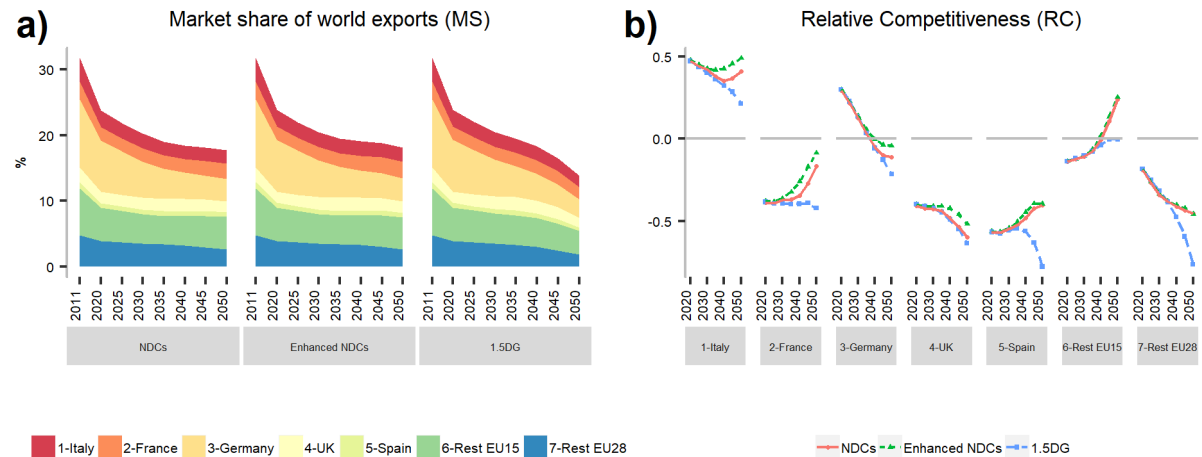 a)
Market share of world exports (MS)
30
20
10
0
%
2011 2020 2025 2030 2035 2040 2045 2050
2011 2020 2025 2030 2035 2040 2045 2050
2011 2020 2025 2030 2035 2040 2045 2050
NDCs Enhanced NDCs 1.5DG
1-Italy 2-France 3-Germany 4-UK 5-Spain 6-Rest EU15 7-Rest EU28
b)
Relative Competitiveness (RC)
0.5
0.0
-0.5
2020 2030 2040 2050
2020 2030 2040 2050
2020 2030 2040 2050
2020 2030 2040 2050
2020 2030 2040 2050
2020 2030 2040 2050
2020 2030 2040 2050
1-Italy 2-France 3-Germany 4-UK 5-Spain 6-Rest EU15 7-Rest EU28
NDCs Enhanced NDCs 1.5DG